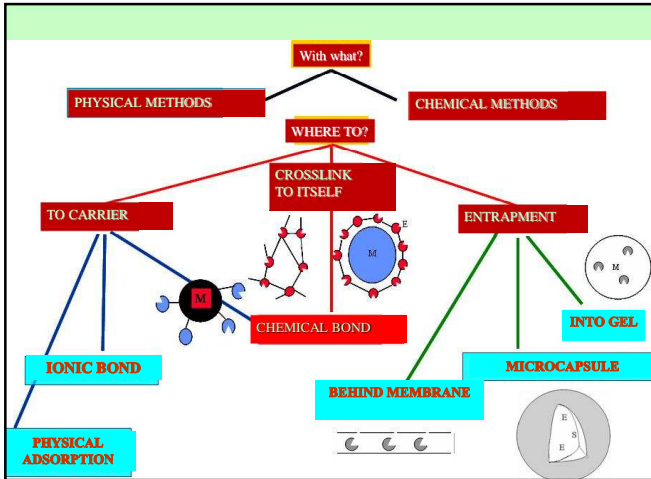 With what?
PHYSICAL METHODS
CHEMICAL METHODS
WHERE TO?
CROSSLINK
TO ITSELF
TO CARRIER
ENTRAPMENT
E
M
M
M
CHEMICAL BOND
INTO GEL
IONIC BOND
MICROCAPSULE
BEHIND MEMBRANE
PHYSICAL
ADSORPTION
E
S
E